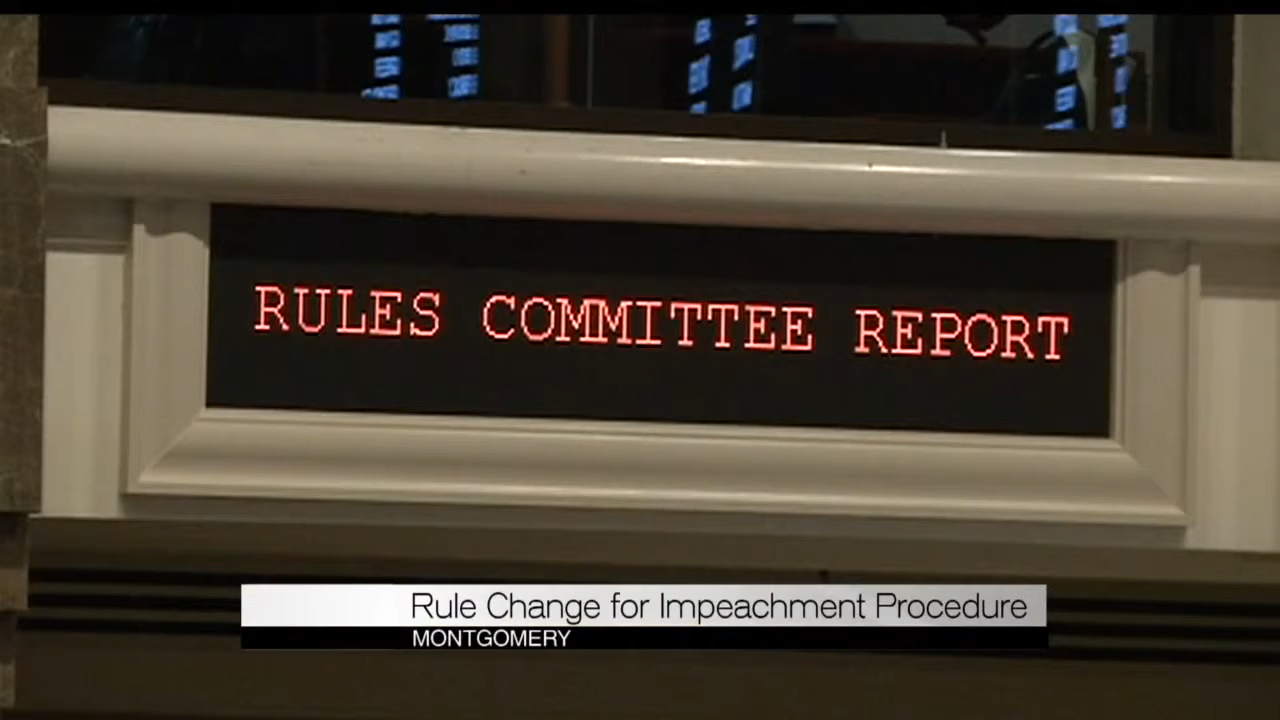 RULES COMMITTEE REPORT
Rule Change for Impeachment Procedure
MONTGOMERY